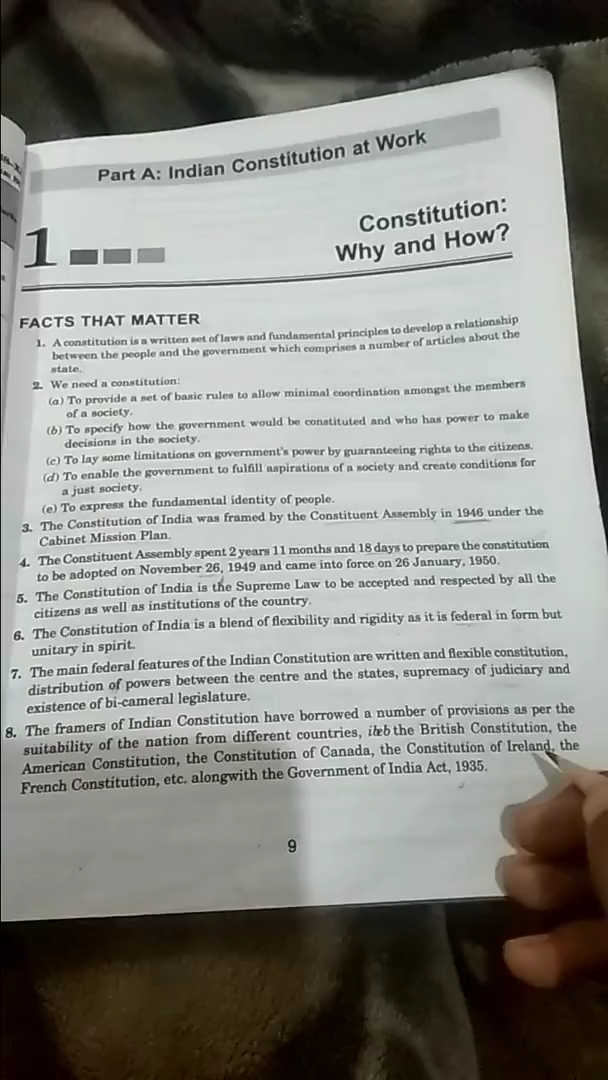 Part A: Indian Constitution at Work
1
Constitution:
Why and How?
FACTS THAT MATTER
1. A constitution is a written set of laws and fundamental principles to develop a relationship
between the people and the government which comprises a number of articles about the
state.
2. We need a constitution:
(a) To provide a set of basic rules to allow minimal coordination amongst the members
of a society.
(b) To specify how the government would be constituted and who has power to make
decisions in the society.
(c) To lay some limitations on government's power by guaranteeing rights to the citizens.
(d) To enable the government to fulfill aspirations of a society and create conditions for
a just society.
(e) To express the fundamental identity of people.
3. The Constitution of India was framed by the Constituent Assembly in 1946 under the
Cabinet Mission Plan.
4. The Constituent Assembly spent 2 years 11 months and 18 days to prepare the constitution
to be adopted on November 26, 1949 and came into force on 26 January, 1950.
5. The Constitution of India is the Supreme Law to be accepted and respected by all the
citizens as well as institutions of the country.
6. The Constitution of India is a blend of flexibility and rigidity as it is federal in form but
unitary in spirit.
7. The main federal features of the Indian Constitution are written and flexible constitution,
distribution of powers between the centre and the states, supremacy of judiciary and
existence of bi-cameral legislature.
8. The framers of Indian Constitution have borrowed a number of provisions as per the
suitability of the nation from different countries, the British Constitution, the
American Constitution, the Constitution of Canada, the Constitution of Ireland, the
French Constitution, etc. alongwith the Government of India Act, 1935.
9